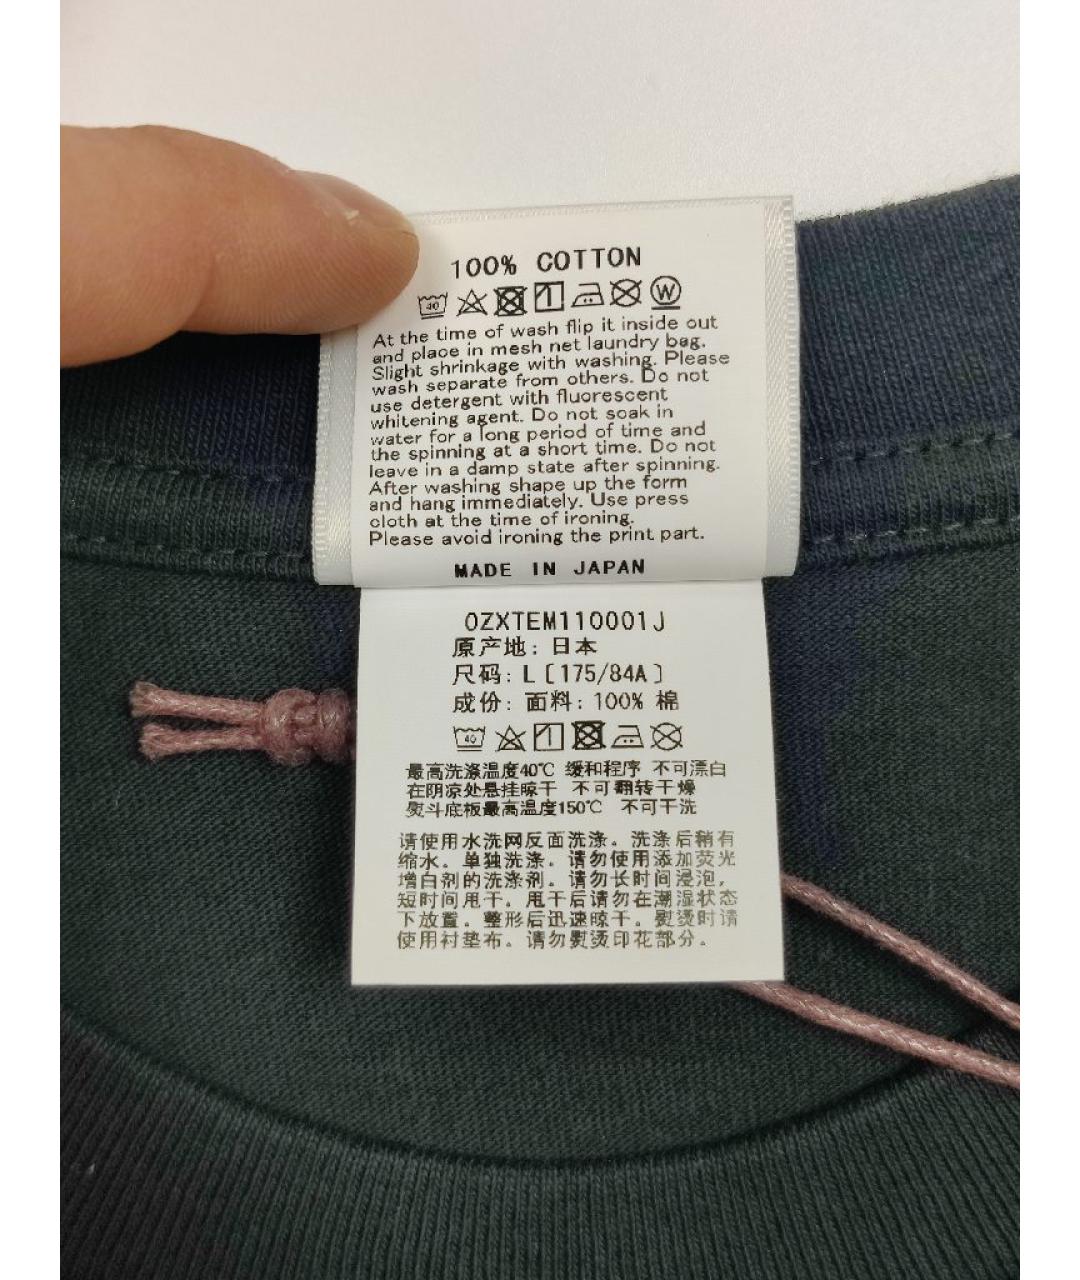 100% COTTON
40 W
At the time of wash flip it inside out
and place in mesh net laundry bag.
Slight shrinkage with washing. Please
wash separate from others. Do not
use detergent with fluorescent
whitening agent. Do not soak in
water for a long period of time and
the spinning at a short time. Do not
leave in a damp state after spinning.
After washing shape up the form
and hang immediately. Use press
cloth at the time of ironing.
Please avoid ironing the print part.
MADE IN JAPAN
0ZXTEM110001J
原产地: 日本
尺码: L [175/84A]
成份: 面料: 100% 棉
40
最高洗涤温度40℃ 缓和程序 不可漂白
在阴凉处悬挂晾干 不可翻转干燥
熨斗底板最高温度150℃ 不可干洗
请使用水洗网反面洗涤。洗涤后稍有
缩水。单独洗涤。请勿使用添加荧光
增白剂的洗涤剂。请勿长时间浸泡,
短时间甩干。甩干后请勿在潮湿状态
下放置。整形后迅速晾干。熨烫时请
使用衬垫布。请勿熨烫印花部分。